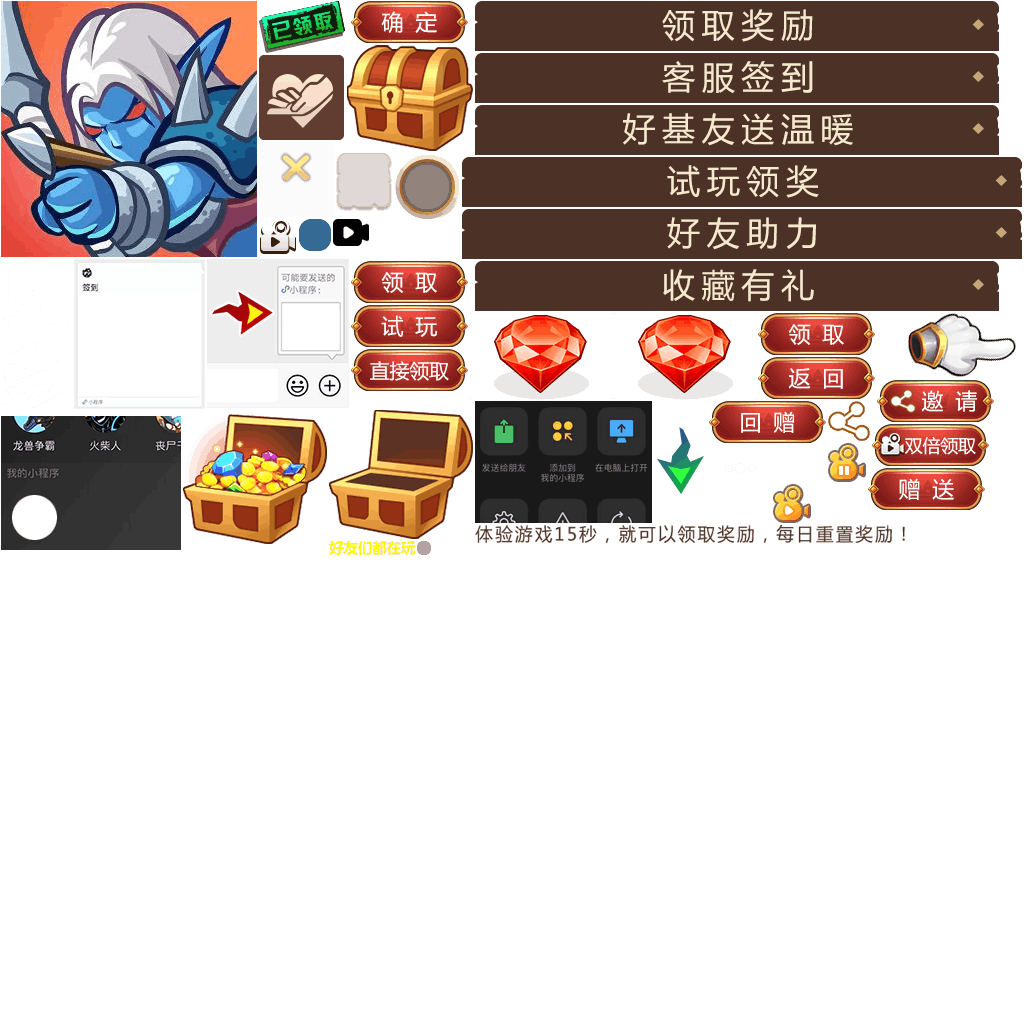 已领取
确定
领取奖励
客服签到
好基友送温暖
试玩领奖
好友助力
收藏有礼
签到
小程序
可能要发送的
小程序：
领取
试玩
直接领取
领取
返回
邀请
回赠
双倍领取
赠送
龙兽争霸
火柴人
我的小程序
发送给朋友
添加到
我的小程序
在电脑上打开
体验游戏15秒，就可以领取奖励，每日重置奖励！
好友们都在玩